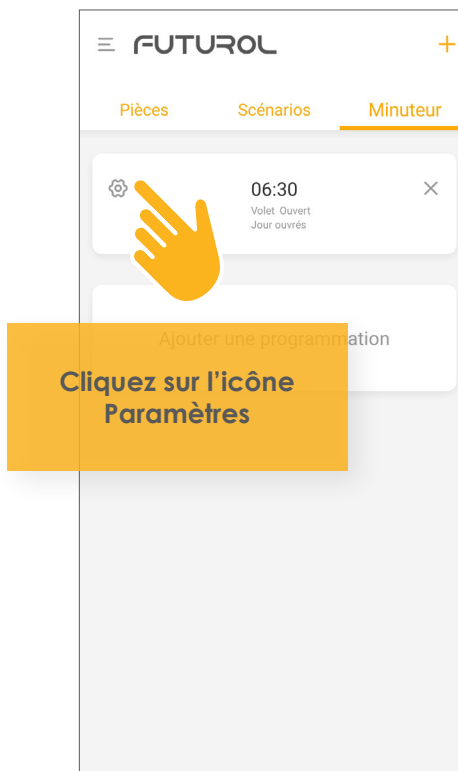 FUTUROL
Pièces Scénarios Minuteur
06:30
Volet Ouvert
Jour ouvrés
Ajouter une programmation
Cliquez sur l’icône
Paramètres